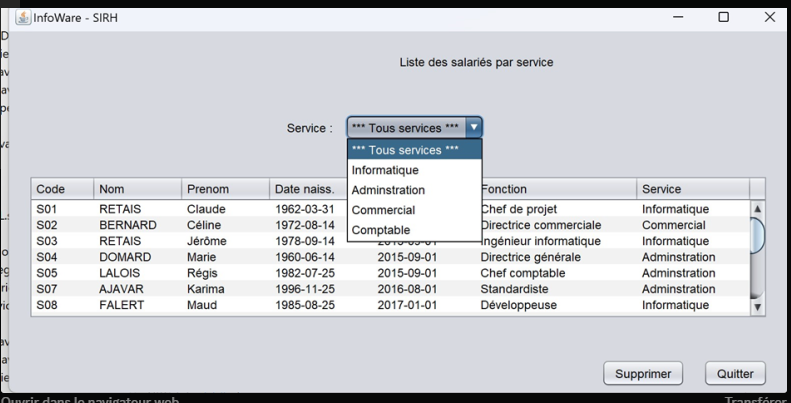 InfoWare - SIRH
Liste des salariés par service
Service : *** Tous services ***
*** Tous services ***
Informatique
Adminstration
Commercial
Comptable
Code Nom Prenom Date naiss. Fonction Service
S01 RETAIS Claude 1962-03-31 Chef de projet Informatique
S02 BERNARD Céline 1972-08-14 Directrice commerciale Commercial
S03 RETAIS Jérôme 1978-09-14 2015-09-01 Ingénieur informatique Informatique
S04 DOMARD Marie 1960-06-14 2015-09-01 Directrice générale Adminstration
S05 LALOIS Régis 1982-07-25 2015-09-01 Chef comptable Adminstration
S07 AJAVAR Karima 1996-11-25 2016-08-01 Standardiste Adminstration
S08 FALERT Maud 1985-08-25 2017-01-01 Développeuse Informatique
Supprimer Quitter
Ouvrir dans le navigateur web Transférer